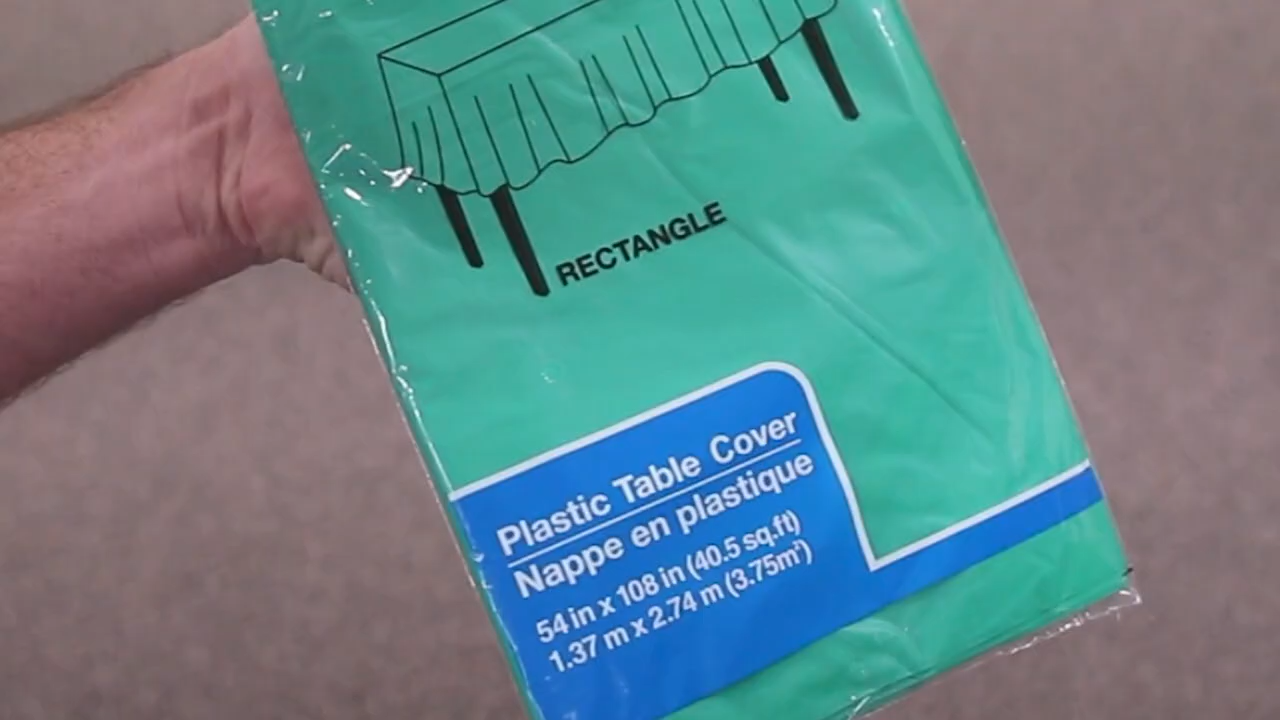 RECTANGLE
Plastic Table Cover
Nappe en plastique
54 in x 108 in (40.5 sq.ft)
1.37 m x 2.74 m (3.75m²)